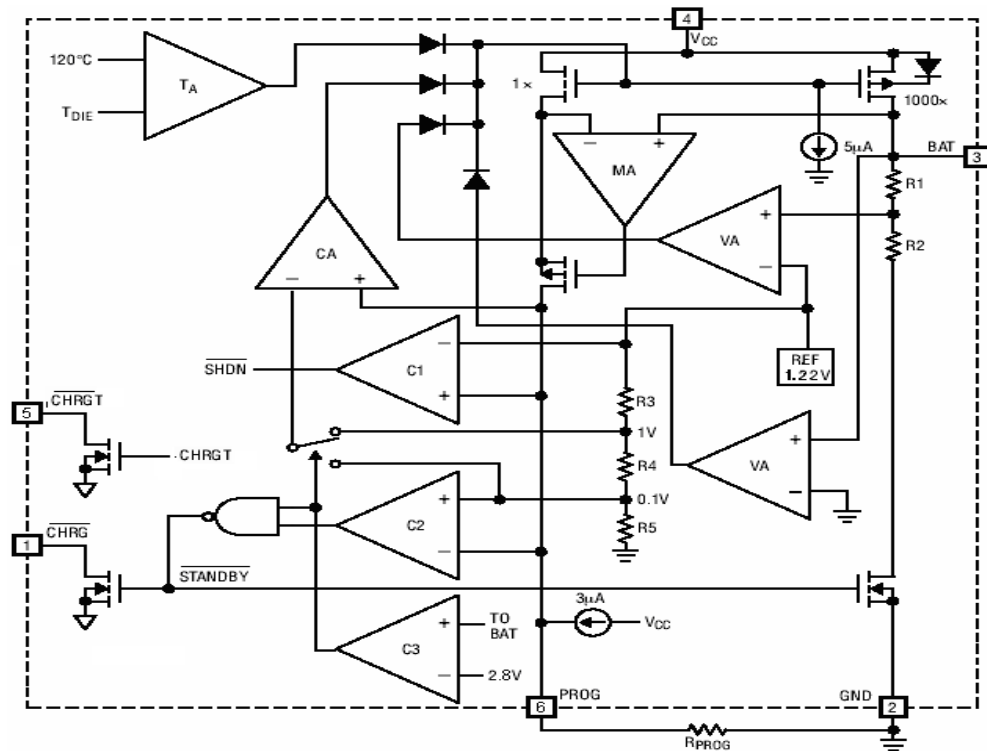 4
VCC
120°C
TA
TDIE
1×
1000×
5μA
BAT
3
– +
MA
R1
+
VA
–
R2
CA
– +
REF
1.22V
–
C1
+
SHDN
R3
5
CHRGT
1V
CHRGT
+
VA
–
R4
+
C2
–
0.1V
R5
1
CHRG
STANDBY
3μA
VCC
+
C3
–
TO
BAT
2.8V
PROG
6
GND
2
RPROG